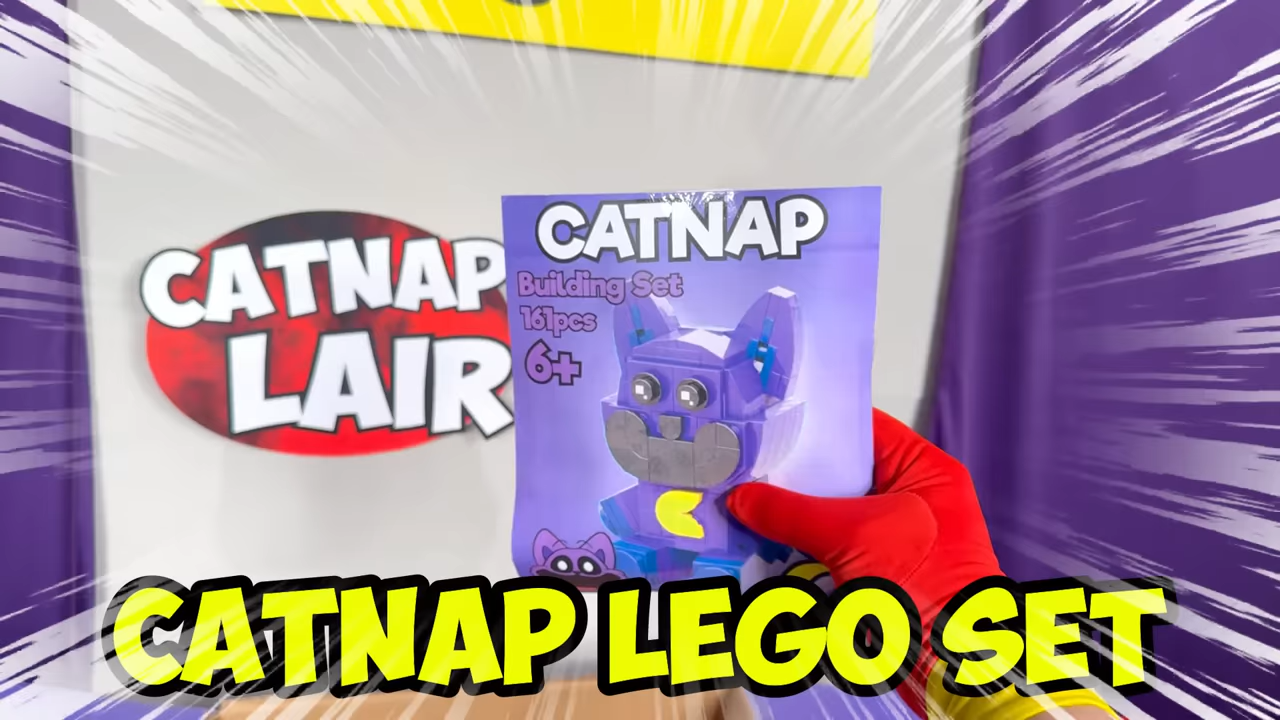 CATNAP
LAIR
CATNAP
Building Set
161pcs
6+
CATNAP LEGO SET